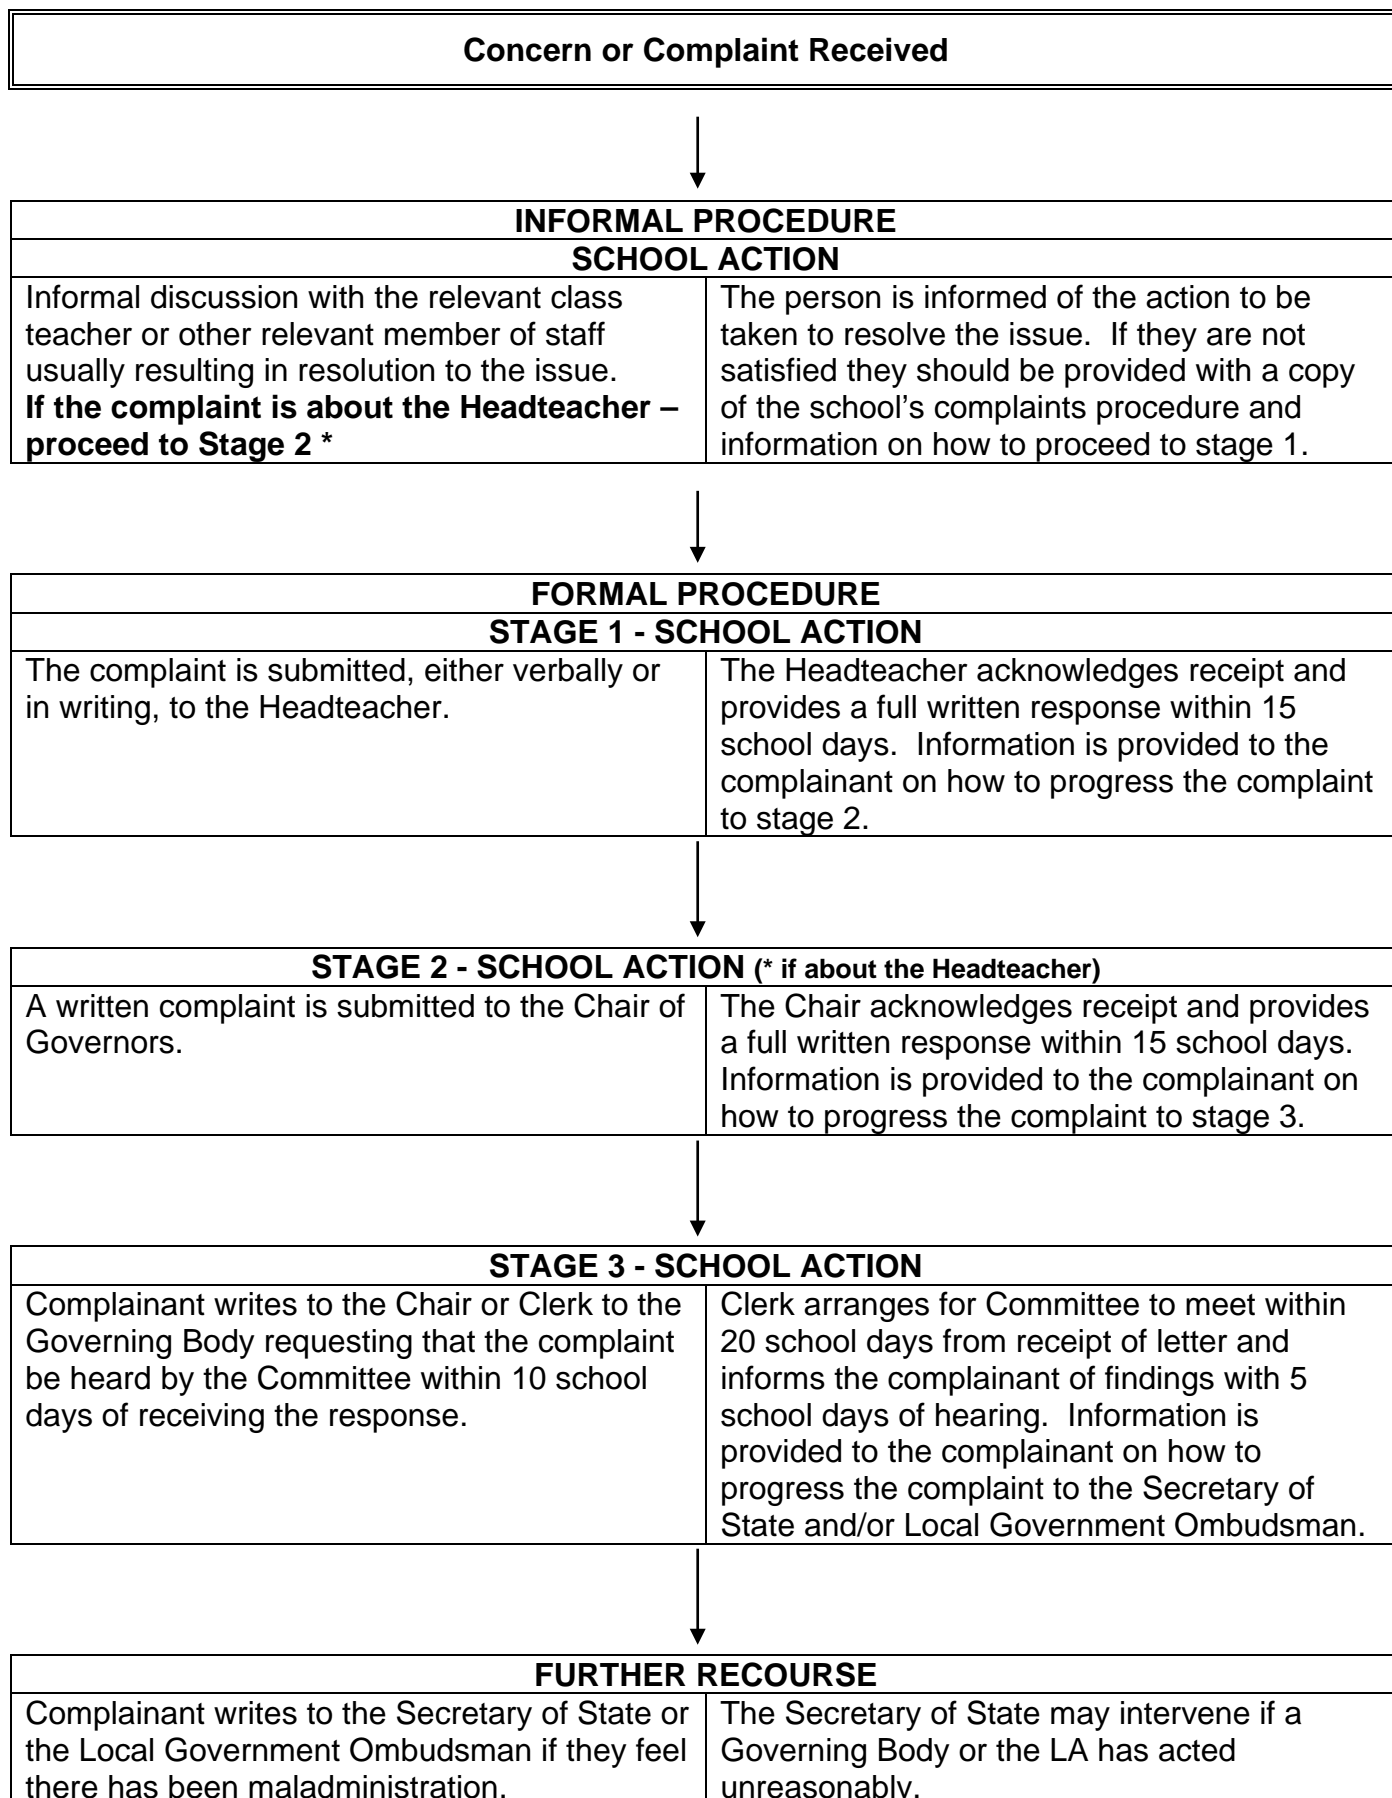 Concern or Complaint Received
INFORMAL PROCEDURE
SCHOOL ACTION
Informal discussion with the relevant class
teacher or other relevant member of staff
usually resulting in resolution to the issue.
If the complaint is about the Headteacher –
proceed to Stage 2 *
The person is informed of the action to be
taken to resolve the issue.  If they are not
satisfied they should be provided with a copy
of the school’s complaints procedure and
information on how to proceed to stage 1.
FORMAL PROCEDURE
STAGE 1 - SCHOOL ACTION
The complaint is submitted, either verbally or
in writing, to the Headteacher.
The Headteacher acknowledges receipt and
provides a full written response within 15
school days.  Information is provided to the
complainant on how to progress the complaint
to stage 2.
STAGE 2 - SCHOOL ACTION (* if about the Headteacher)
A written complaint is submitted to the Chair of
Governors.
The Chair acknowledges receipt and provides
a full written response within 15 school days.
Information is provided to the complainant on
how to progress the complaint to stage 3.
STAGE 3 - SCHOOL ACTION
Complainant writes to the Chair or Clerk to the
Governing Body requesting that the complaint
be heard by the Committee within 10 school
days of receiving the response.
Clerk arranges for Committee to meet within
20 school days from receipt of letter and
informs the complainant of findings with 5
school days of hearing.  Information is
provided to the complainant on how to
progress the complaint to the Secretary of
State and/or Local Government Ombudsman.
FURTHER RECOURSE
Complainant writes to the Secretary of State or
the Local Government Ombudsman if they feel
there has been maladministration.
The Secretary of State may intervene if a
Governing Body or the LA has acted
unreasonably.